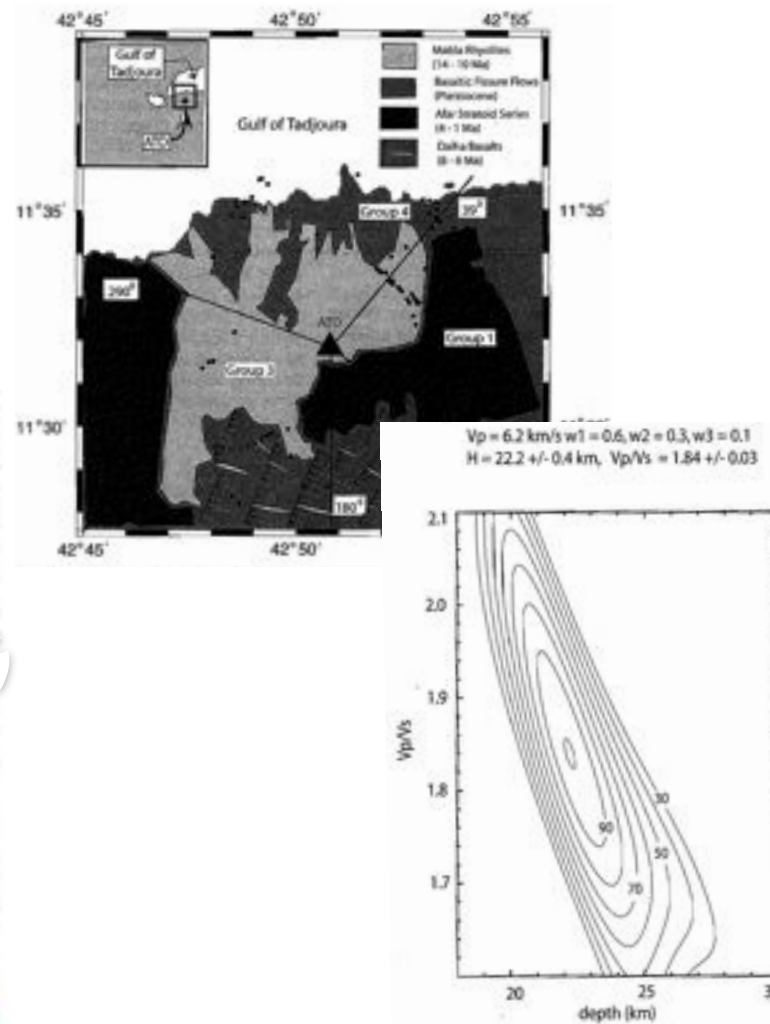 42°45' 42°50' 42°55'
Gulf of
Tadjoura
ATD
Gulf of Tadjoura
Mabla Rhyolites
(14 - 10 Ma)
Basaltic Fissure Flows
(Pleistocene)
Afar Stratoid Series
(4 - 1 Ma)
Dalha Basalts
(8 - 6 Ma)
11°35' 11°35'
Group 4
39°
290°
ATD
Group 1
Group 3
11°30'
180°
42°45' 42°50'
Vp = 6.2 km/s w1 = 0.6, w2 = 0.3, w3 = 0.1
H = 22.2 +/- 0.4 km, Vp/Vs = 1.84 +/- 0.03
2.1
2.0
1.9
1.8
1.7
Vp/Vs
30
90
50
70
20 25
depth (km)